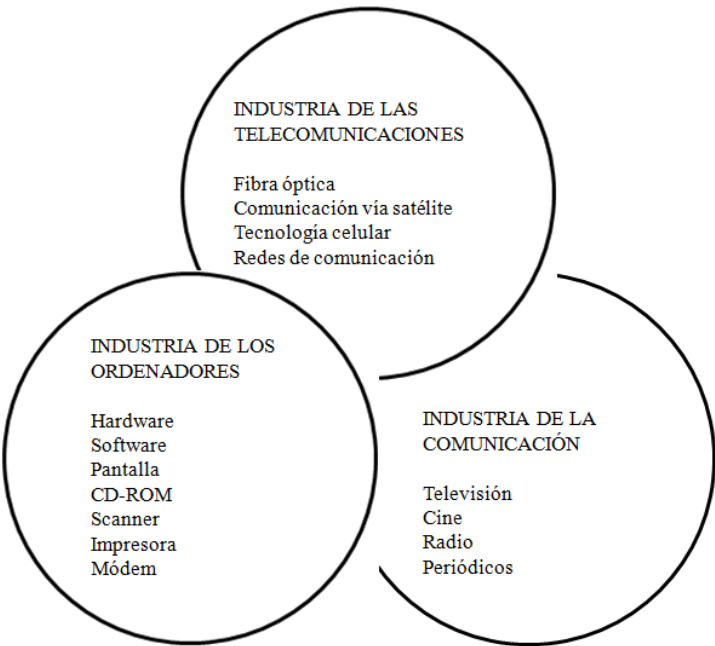 INDUSTRIA DE LAS
TELECOMUNICACIONES
Fibra óptica
Comunicación vía satélite
Tecnología celular
Redes de comunicación
INDUSTRIA DE LOS
ORDENADORES
Hardware
Software
Pantalla
CD-ROM
Scanner
Impresora
Módem
INDUSTRIA DE LA
COMUNICACIÓN
Televisión
Cine
Radio
Periódicos